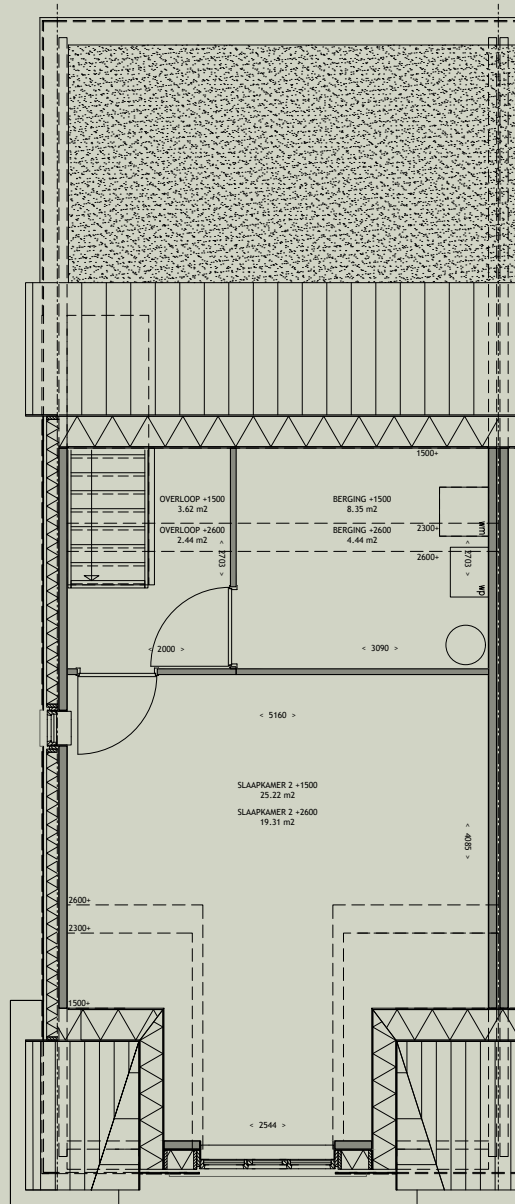 1500+
OVERLOOP +1500
3.62 m2
BERGING +1500
8.35 m2
OVERLOOP +2600
2.44 m2
BERGING +2600
4.44 m2
2300+
wm
2600+
< 2703 >
< 2703 >
wp
< 2000 >
< 3090 >
< 5160 >
SLAAPKAMER 2 +1500
25.22 m2
SLAAPKAMER 2 +2600
19.31 m2
< 4085 >
2600+
2300+
1500+
< 2544 >